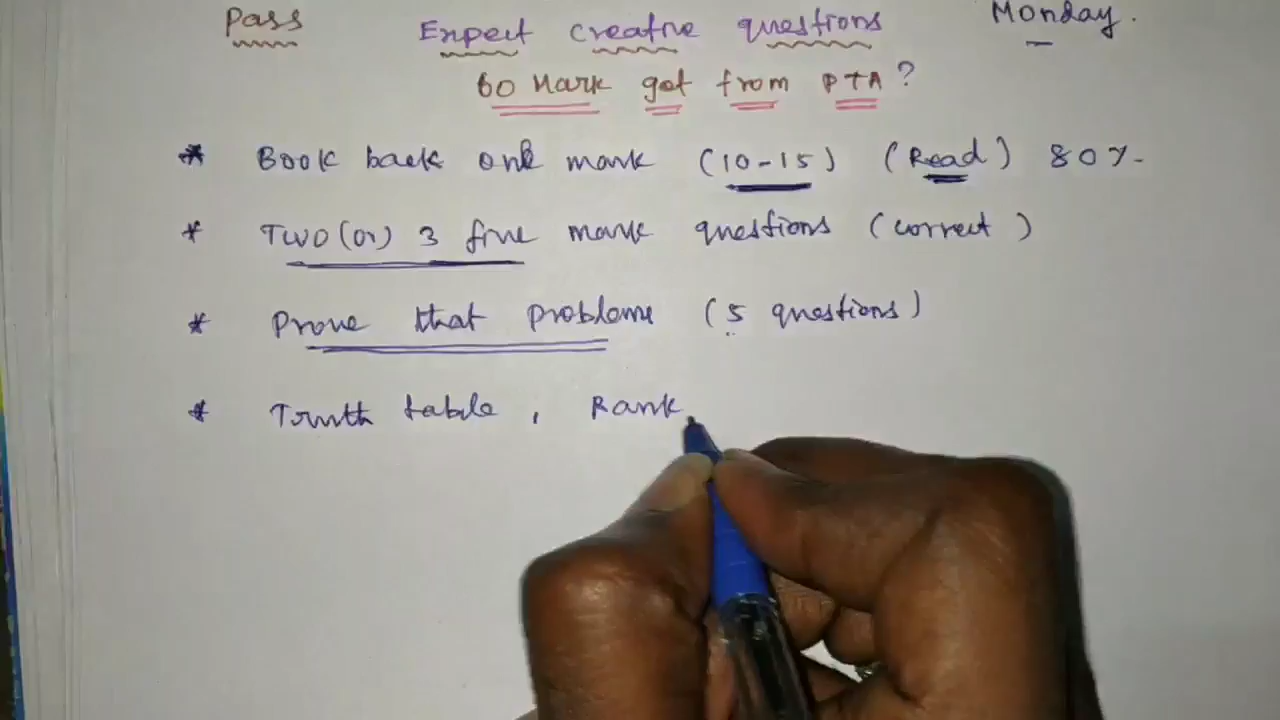 Pass Expect creative questions Monday.
60 Mark get from PTA?
* Book back one mark (10-15) (Read) 80%
* Two (or) 3 five mark questions (correct)
* Prove that problems (5 questions)
* Truth table, Rank